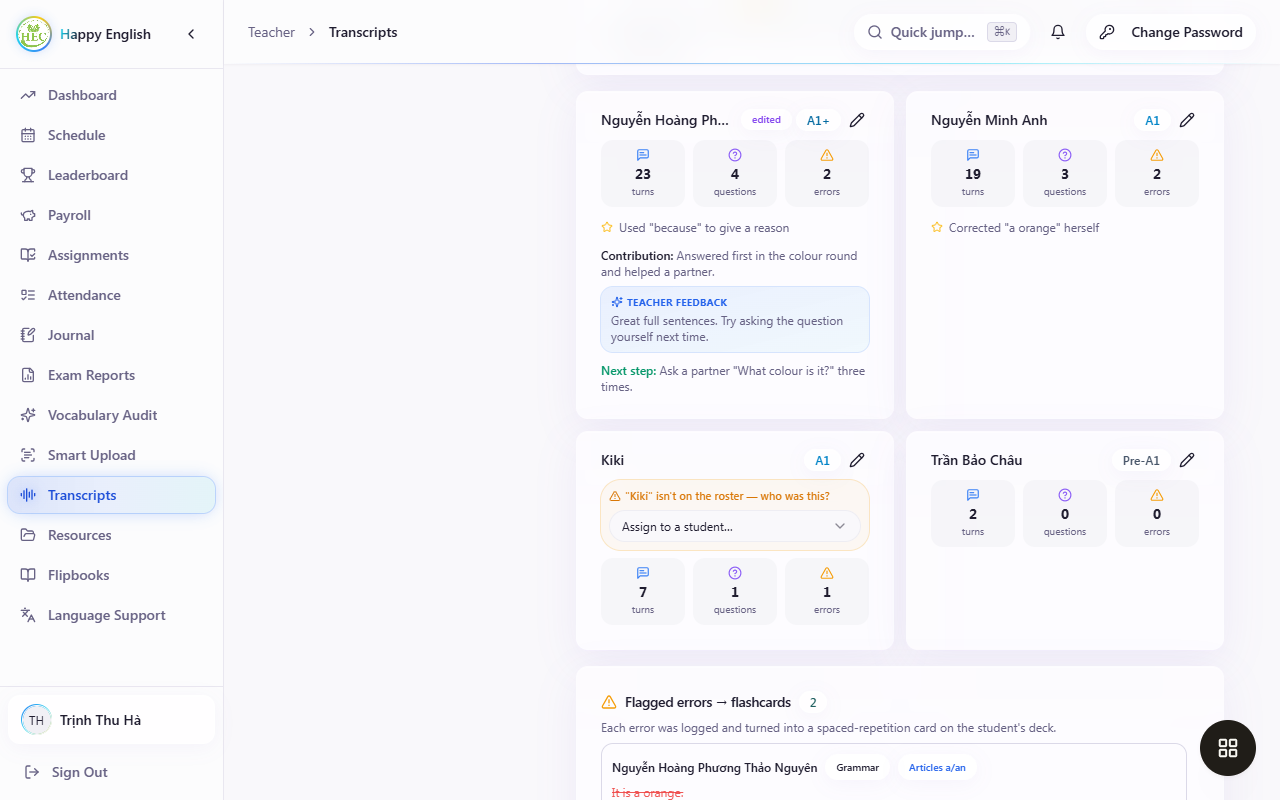 HEC
Happy English
Teacher
Transcripts
Quick jump...
⌘K
Change Password
Dashboard
Schedule
Leaderboard
Payroll
Assignments
Attendance
Journal
Exam Reports
Vocabulary Audit
Smart Upload
Transcripts
Resources
Flipbooks
Language Support
TH
Trịnh Thu Hà
Sign Out
Nguyễn Hoàng Ph...
edited
A1+
23
turns
4
questions
2
errors
Used "because" to give a reason
Contribution: Answered first in the colour round
and helped a partner.
TEACHER FEEDBACK
Great full sentences. Try asking the question
yourself next time.
Next step: Ask a partner "What colour is it?" three
times.
Nguyễn Minh Anh
A1
19
turns
3
questions
2
errors
Corrected "a orange" herself
Kiki
A1
"Kiki" isn't on the roster — who was this?
Assign to a student...
7
turns
1
questions
1
errors
Trần Bảo Châu
Pre-A1
2
turns
0
questions
0
errors
Flagged errors → flashcards
2
Each error was logged and turned into a spaced-repetition card on the student's deck.
Nguyễn Hoàng Phương Thảo Nguyên
Grammar
Articles a/an
It is a orange.